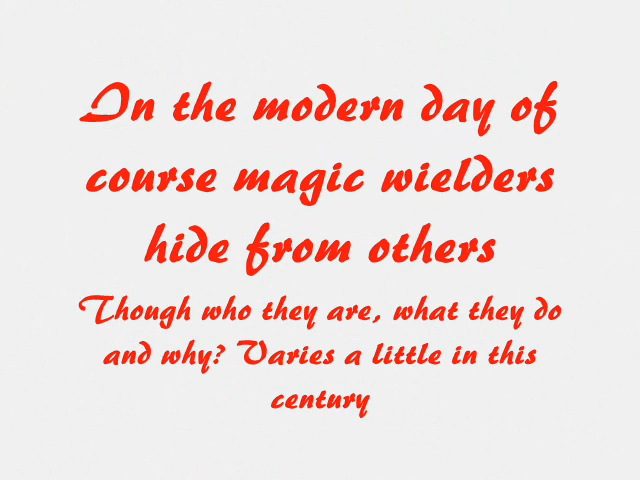 In the modern day of
course magic wielders
hide from others
Though who they are, what they do
and why? Varies a little in this
century